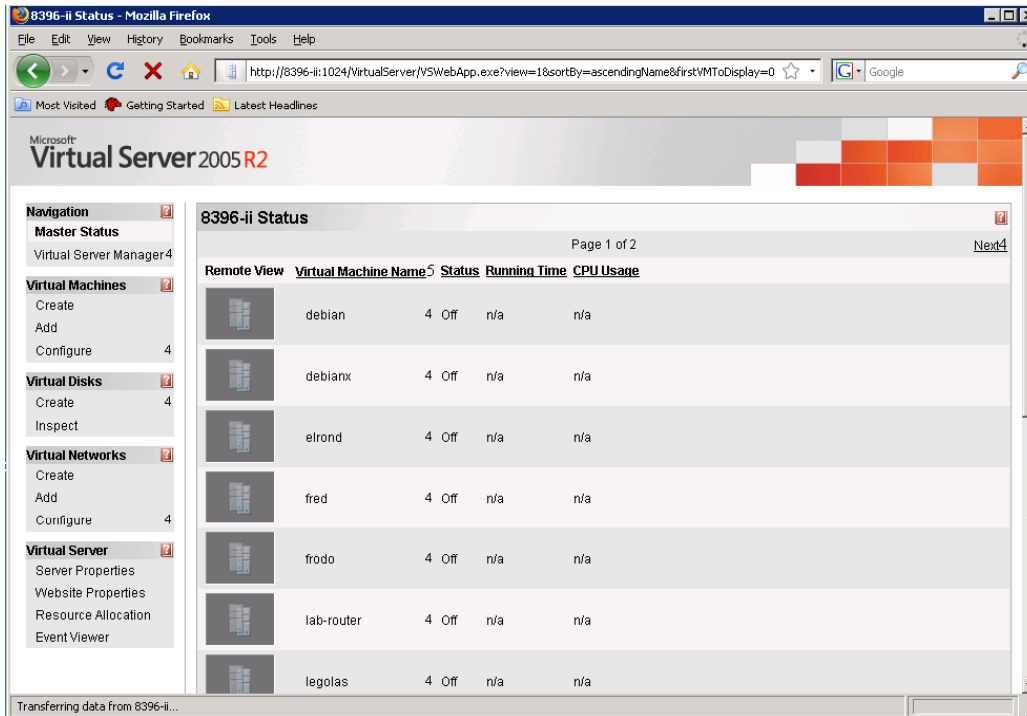 8396-ii Status - Mozilla Firefox
File Edit View History Bookmarks Tools Help
http://8396-ii:1024/VirtualServer/VSWebApp.exe?view=1&sortBy=ascendingName&firstVMToDisplay=0
G Google
Most Visited Getting Started Latest Headlines
Microsoft
Virtual Server 2005 R2
Navigation ?
Master Status
Virtual Server Manager 4
Virtual Machines ?
Create
Add
Configure 4
Virtual Disks ?
Create 4
Inspect
Virtual Networks ?
Create
Add
Configure 4
Virtual Server ?
Server Properties
Website Properties
Resource Allocation
Event Viewer
8396-ii Status ?
Page 1 of 2 Next 4
Remote View Virtual Machine Name 5 Status Running Time CPU Usage
debian 4 Off n/a n/a
debianx 4 Off n/a n/a
elrond 4 Off n/a n/a
fred 4 Off n/a n/a
frodo 4 Off n/a n/a
lab-router 4 Off n/a n/a
legolas 4 Off n/a n/a
Transferring data from 8396-ii...